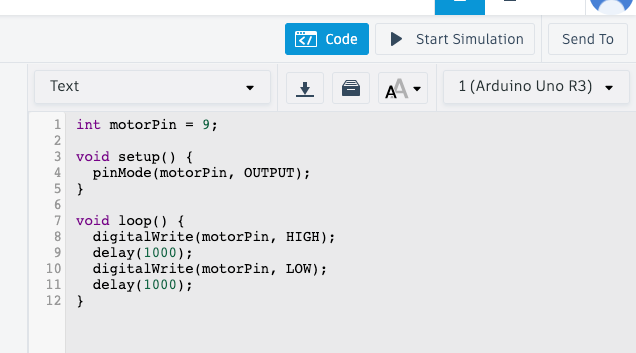 Code
Start Simulation
Send To
Text
AA
1 (Arduino Uno R3)
1 int motorPin = 9;
2
3 void setup() {
4   pinMode(motorPin, OUTPUT);
5 }
6
7 void loop() {
8   digitalWrite(motorPin, HIGH);
9   delay(1000);
10   digitalWrite(motorPin, LOW);
11   delay(1000);
12 }